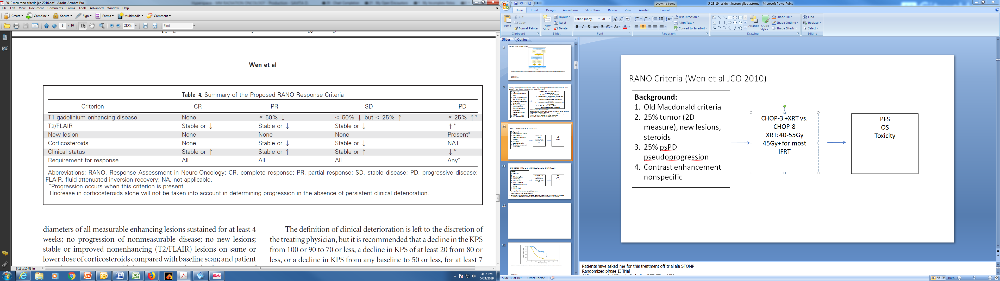 2010 wen rano criteria jco 2010.pdf - Adobe Acrobat Pro
File Edit View Document Comments Forms Tools Advanced Window Help
Create Combine Secure Sign Forms Multimedia Comment
8 / 10 215% Find
Wen et al
Table 4. Summary of the Proposed RANO Response Criteria
Criterion CR PR SD PD
T1 gadolinium enhancing disease None ≥ 50% ↓ < 50% ↓ but < 25% ↑ ≥ 25% ↑*
T2/FLAIR Stable or ↓ Stable or ↓ Stable or ↓ ↑*
New lesion None None None Present*
Corticosteroids None Stable or ↓ Stable or ↓ NA†
Clinical status Stable or ↑ Stable or ↑ Stable or ↑ ↓*
Requirement for response All All All Any*
Abbreviations: RANO, Response Assessment in Neuro-Oncology; CR, complete response; PR, partial response; SD, stable disease; PD, progressive disease;
FLAIR, fluid-attenuated inversion recovery; NA, not applicable.
*Progression occurs when this criterion is present.
†Increase in corticosteroids alone will not be taken into account in determining progression in the absence of persistent clinical deterioration.
diameters of all measurable enhancing lesions sustained for at least 4
weeks; no progression of nonmeasurable disease; no new lesions;
stable or improved nonenhancing (T2/FLAIR) lesions on same or
lower dose of corticosteroids compared with baseline scan; and patient
The definition of clinical deterioration is left to the discretion of
the treating physician, but it is recommended that a decline in the KPS
from 100 or 90 to 70 or less, a decline in KPS of at least 20 from 80 or
less, or a decline in KPS from any baseline to 50 or less, for at least 7
8.13 x 10.88 in
Epic
4:37 PM
5/24/2019
Drawing Tools
5-23-19 resident lecture glioblastoma - Microsoft PowerPoint
Home Insert Design Animations Slide Show Review View Acrobat Format
Paste
Cut
Copy
Format Painter
Clipboard
New Slide
Layout
Reset
Delete
Slides
Calibri (Body) 20
Font
Text Direction
Align Text
Convert to SmartArt
Paragraph
Arrange
Quick Styles
Shape Fill
Shape Outline
Shape Effects
Drawing
Find
Replace
Select
Editing
Slides Outline
8
9
10
11
12
13
RANO Criteria (Wen et al JCO 2010)
Background:
1. Old Macdonald criteria
2. 25% tumor (2D
measure), new lesions,
steroids
3. 25% psPD
pseudoprogression
4. Contrast enhancement
nonspecific
CHOP-3 +XRT vs.
CHOP-8
XRT: 40-55Gy
45Gy+ for most
IFRT
PFS
OS
Toxicity
Patients have asked me for this treatment off trial ala STOMP
Randomized phase II Trial
Slide 10 of 109 "Office Theme" 100%